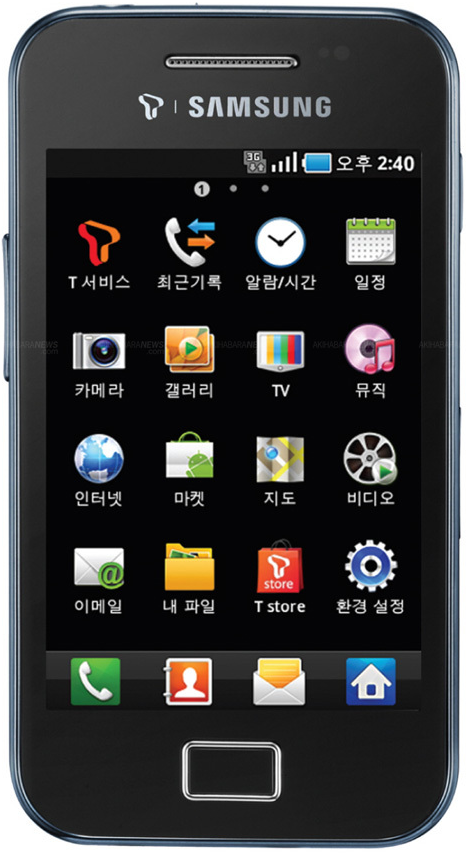 SAMSUNG
3G 오후 2:40
1
T 서비스 최근기록 알람/시간 일정
AKIHABARANEWS.com
카메라 갤러리 TV 뮤직
인터넷 마켓 지도 비디오
store
이메일 내 파일 T store 환경 설정